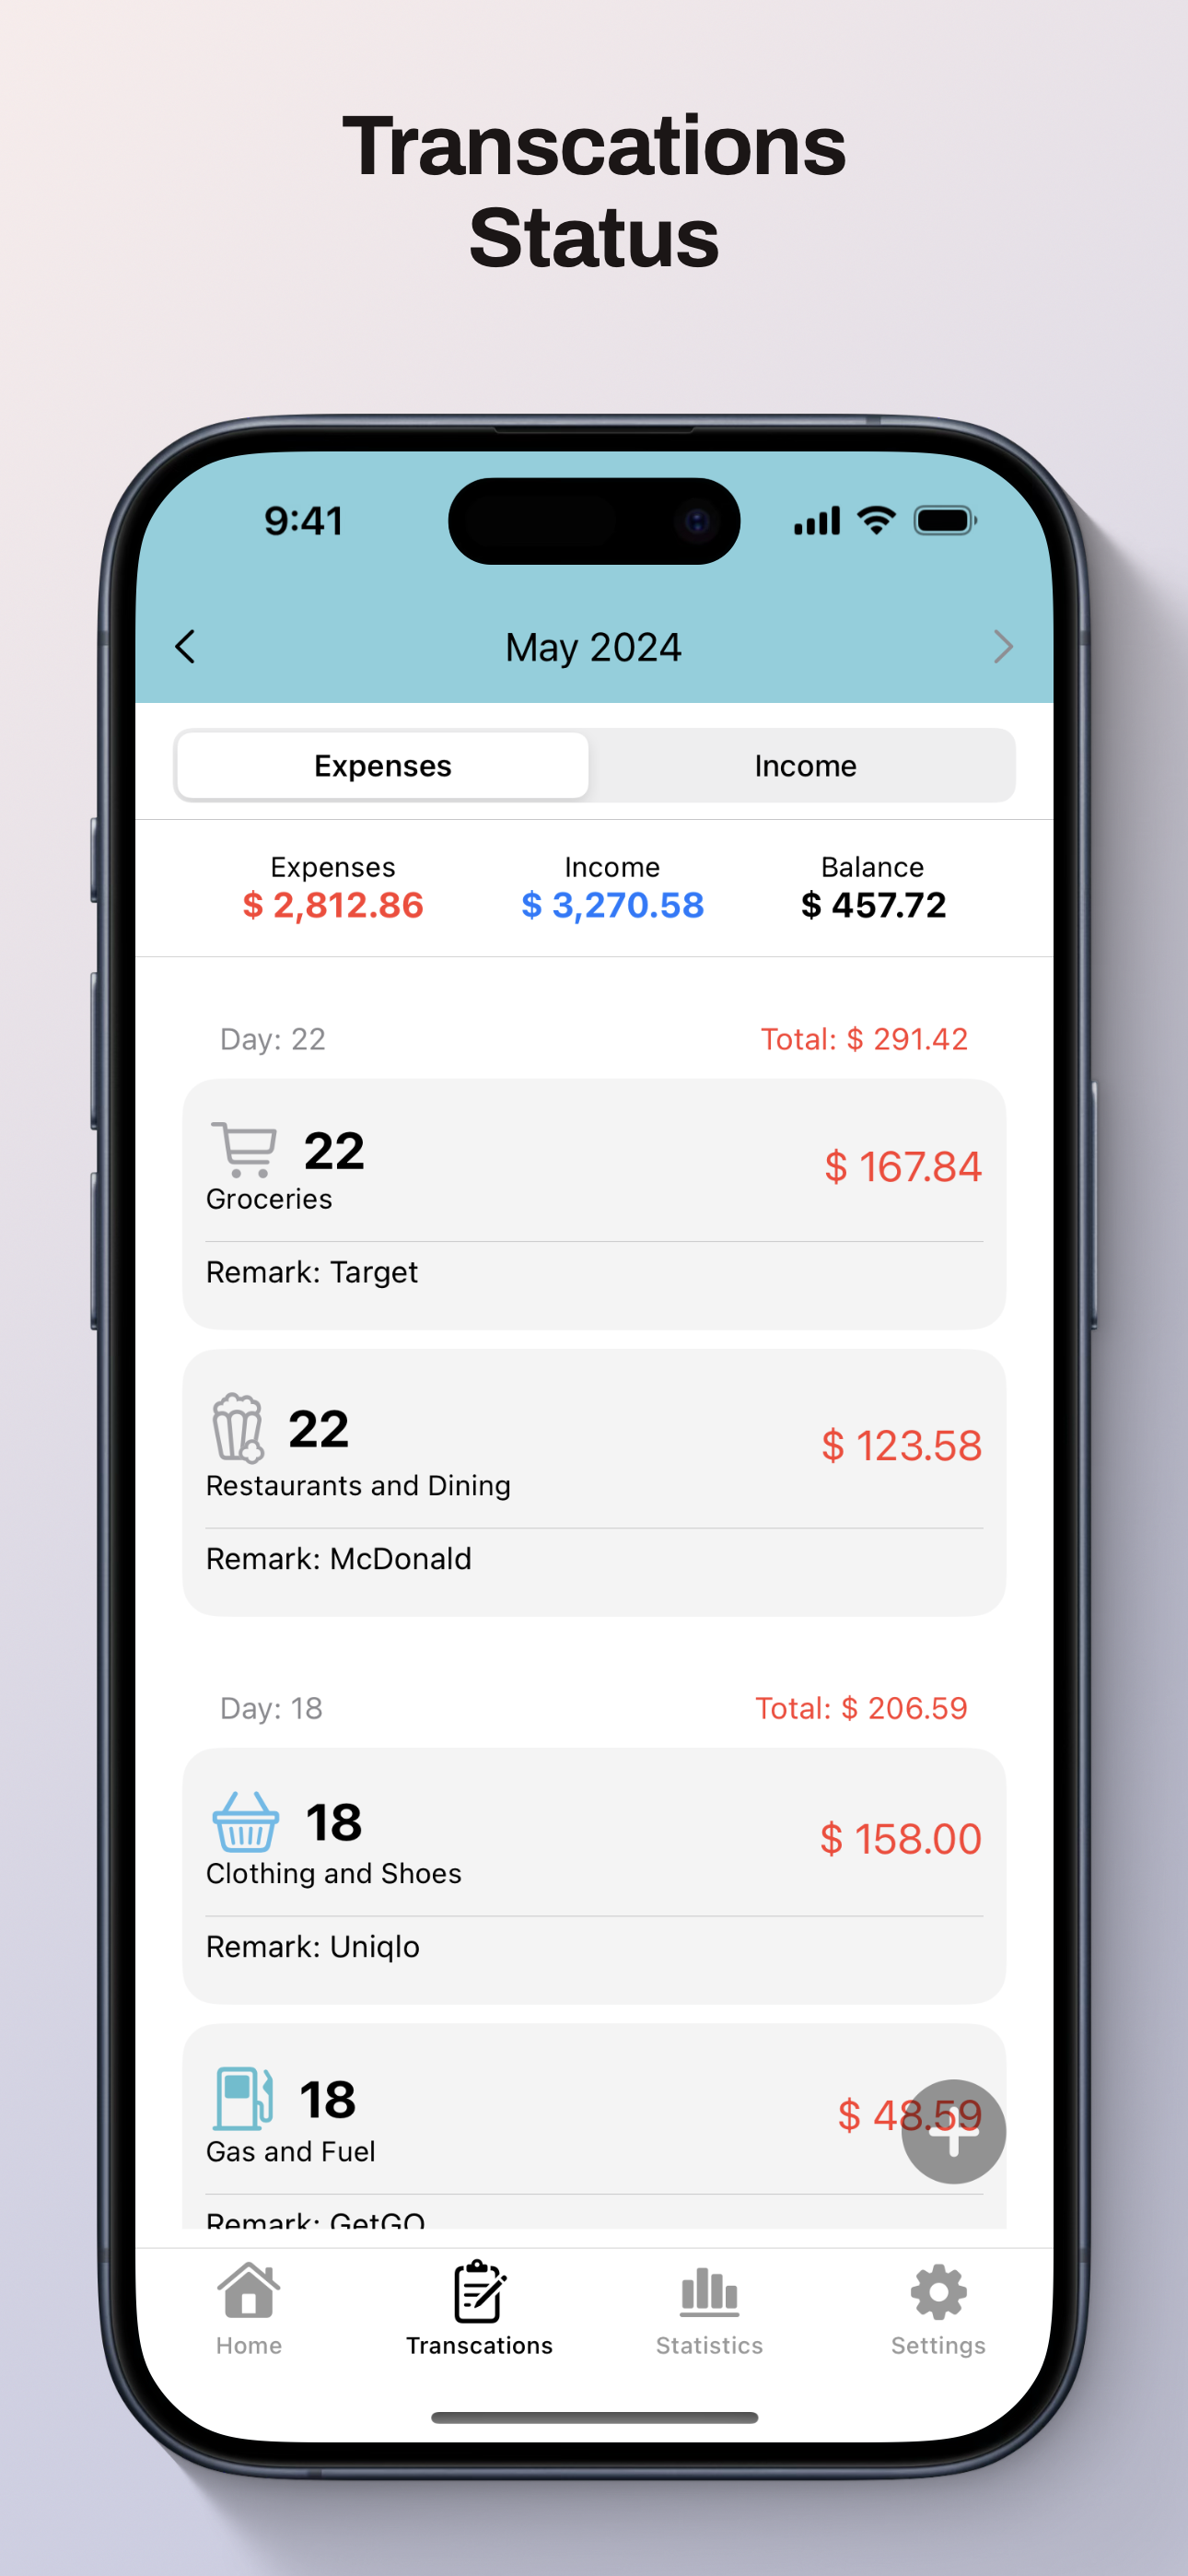 Transcations
Status
9:41
May 2024
Expenses Income
Expenses Income Balance
$ 2,812.86 $ 3,270.58 $ 457.72
Day: 22 Total: $ 291.42
22
$ 167.84
Groceries
Remark: Target
22
$ 123.58
Restaurants and Dining
Remark: McDonald
Day: 18 Total: $ 206.59
18
$ 158.00
Clothing and Shoes
Remark: Uniqlo
18
$ 48.59
Gas and Fuel
Remark: GetGO
Home Transcations Statistics Settings